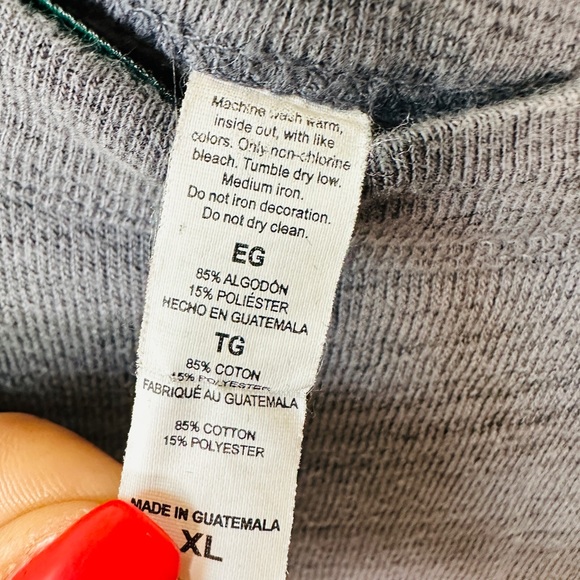 Machine wash warm,
inside out, with like
colors. Only non-chlorine
bleach. Tumble dry low.
Medium iron.
Do not iron decoration.
Do not dry clean.
EG
85% ALGODÓN
15% POLIÉSTER
HECHO EN GUATEMALA
TG
85% COTON
15% POLYESTER
FABRIQUÉ AU GUATEMALA
85% COTTON
15% POLYESTER
MADE IN GUATEMALA
XL